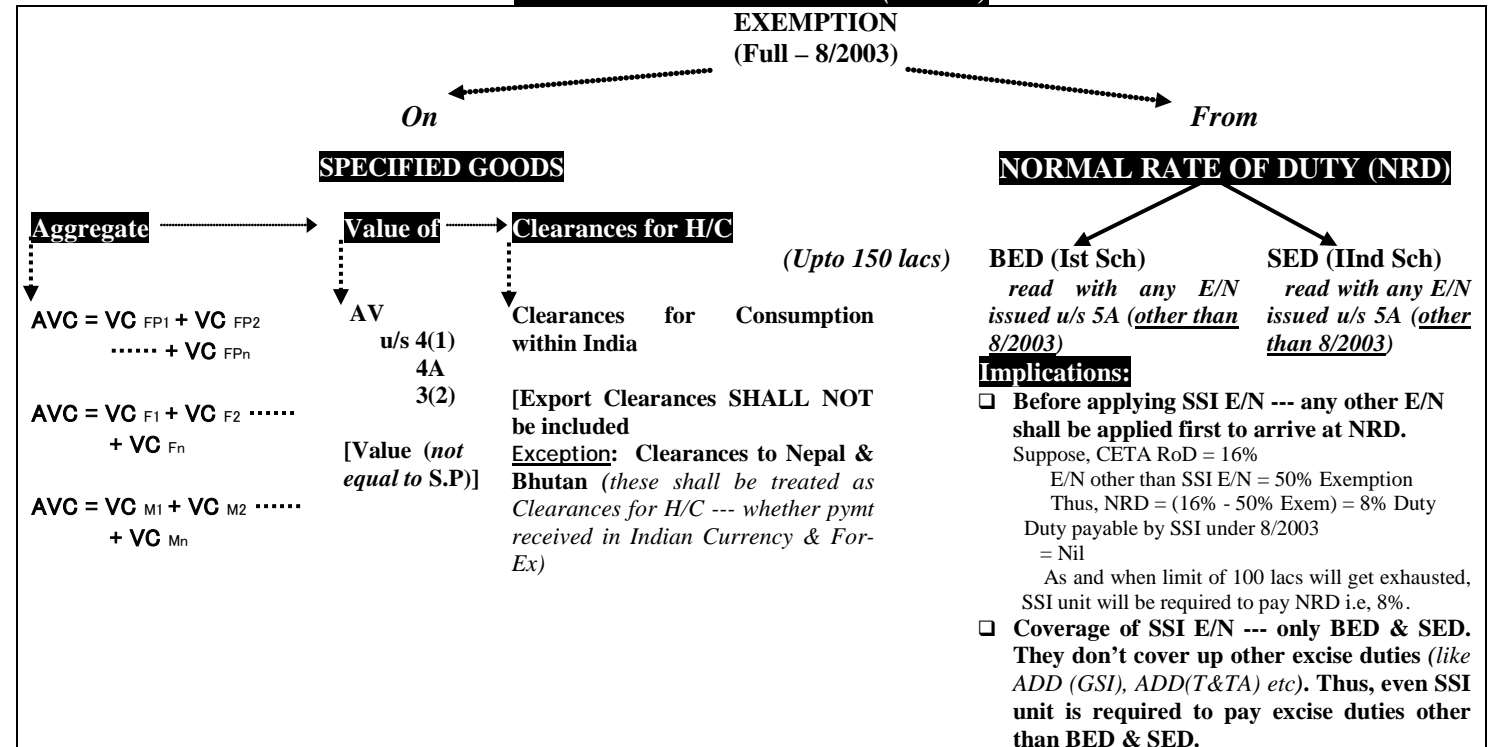 EXEMPTION
(Full – 8/2003)
On
From
SPECIFIED GOODS
NORMAL RATE OF DUTY (NRD)
Aggregate
Value of
Clearances for H/C
(Upto 150 lacs)
AVC = VC FP1 + VC FP2
...... + VC FPn
AVC = VC F1 + VC F2 ......
+ VC Fn
AVC = VC M1 + VC M2 ......
+ VC Mn
AV
u/s 4(1)
4A
3(2)
[Value (not
equal to S.P)]
Clearances for Consumption
within India
[Export Clearances SHALL NOT
be included
Exception: Clearances to Nepal &
Bhutan (these shall be treated as
Clearances for H/C --- whether pymt
received in Indian Currency & For-
Ex)
BED (Ist Sch)
read with any E/N
issued u/s 5A (other than
8/2003)
SED (IInd Sch)
read with any E/N
issued u/s 5A (other
than 8/2003)
Implications:
❑ Before applying SSI E/N --- any other E/N
shall be applied first to arrive at NRD.
Suppose, CETA RoD = 16%
E/N other than SSI E/N = 50% Exemption
Thus, NRD = (16% - 50% Exem) = 8% Duty
Duty payable by SSI under 8/2003
= Nil
As and when limit of 100 lacs will get exhausted,
SSI unit will be required to pay NRD i.e, 8%.
❑ Coverage of SSI E/N --- only BED & SED.
They don't cover up other excise duties (like
ADD (GSI), ADD(T&TA) etc). Thus, even SSI
unit is required to pay excise duties other
than BED & SED.